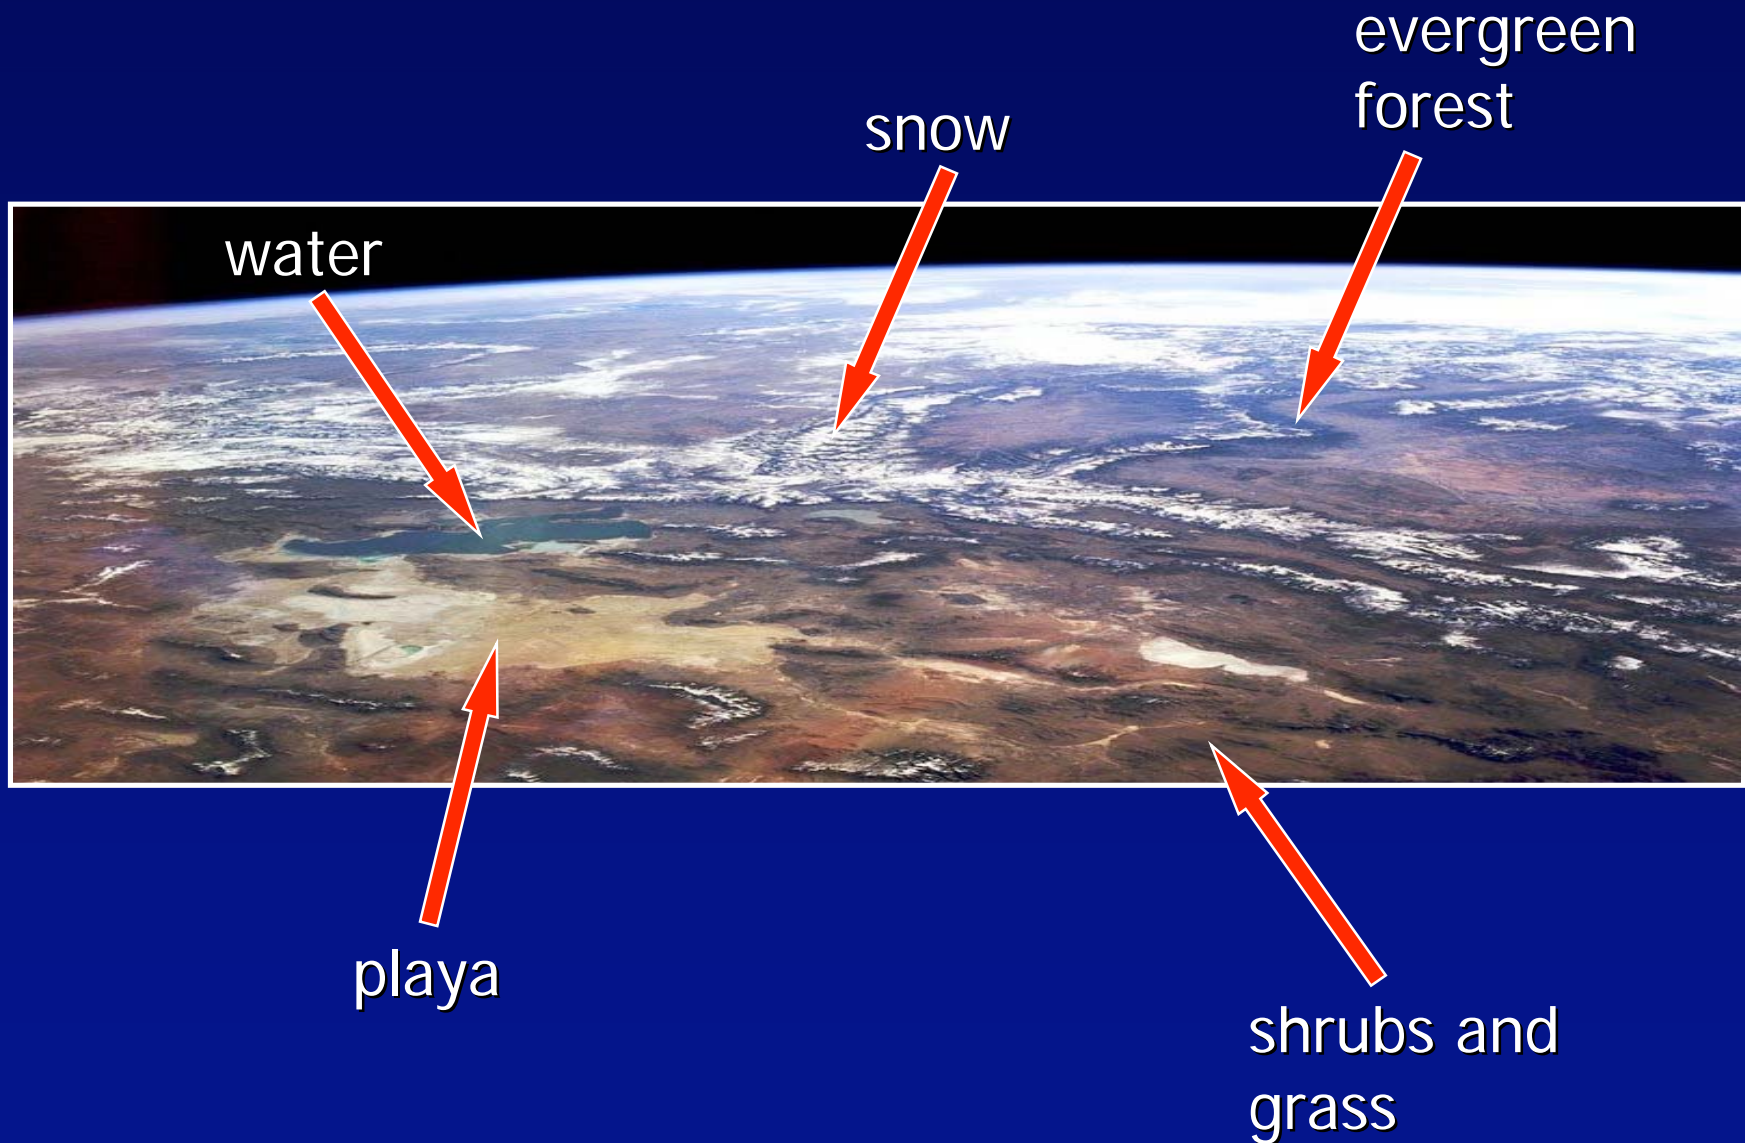 evergreen
forest
snow
water
playa
shrubs and
grass